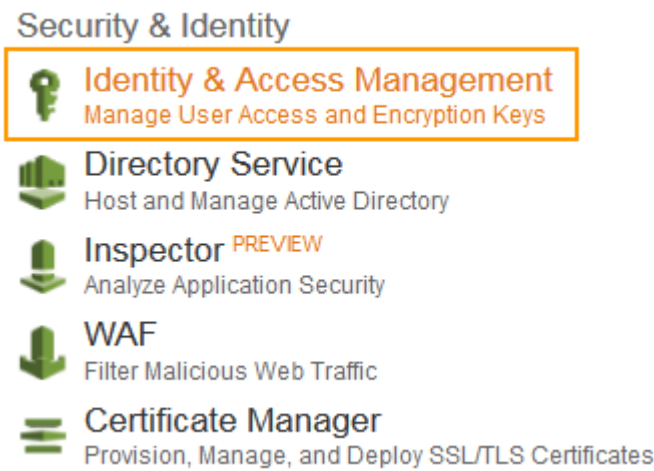 Security & Identity
Identity & Access Management
Manage User Access and Encryption Keys
Directory Service
Host and Manage Active Directory
Inspector PREVIEW
Analyze Application Security
WAF
Filter Malicious Web Traffic
Certificate Manager
Provision, Manage, and Deploy SSL/TLS Certificates